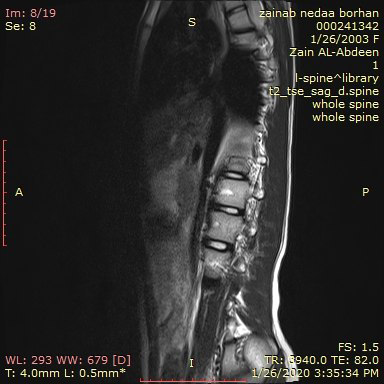 Im: 8/19
Se: 8
zainab nedaa borhan
000241342
1/26/2003 F
Zain AL-Abdeen
1
l-spine^library
t2_tse_sag_d.spine
whole spine
whole spine
S
A
P
I
WL: 293 WW: 679 [D]
T: 4.0mm L: 0.5mm*
FS: 1.5
TR: 3940.0 TE: 82.0
1/26/2020 3:35:34 PM